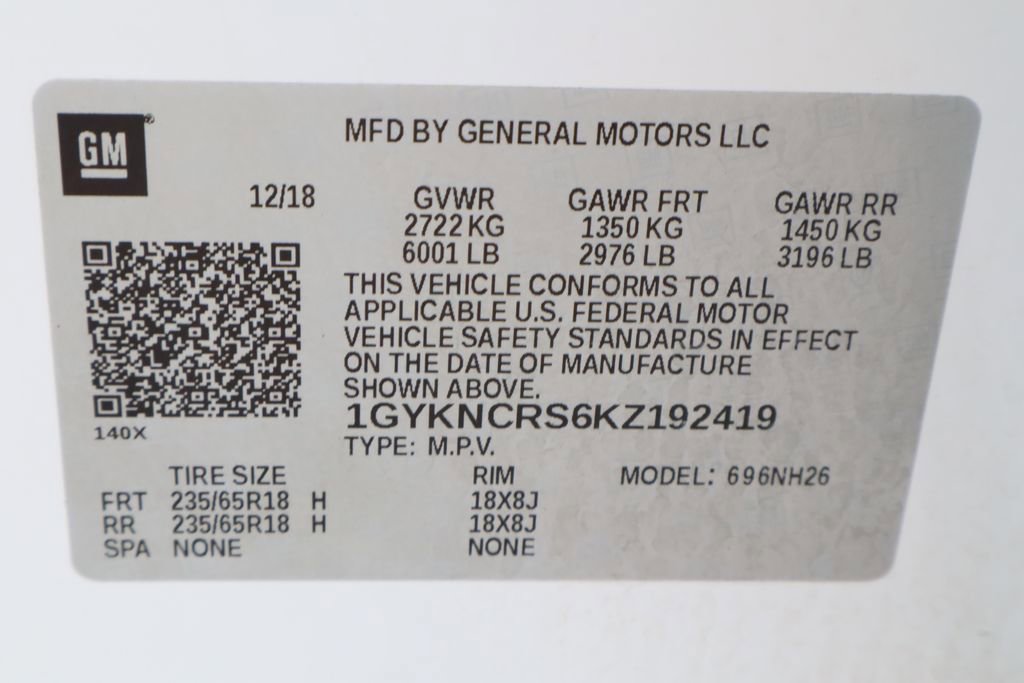 GM®
MFD BY GENERAL MOTORS LLC
12/18 GVWR GAWR FRT GAWR RR
2722 KG 1350 KG 1450 KG
6001 LB 2976 LB 3196 LB
THIS VEHICLE CONFORMS TO ALL
APPLICABLE U.S. FEDERAL MOTOR
VEHICLE SAFETY STANDARDS IN EFFECT
ON THE DATE OF MANUFACTURE
SHOWN ABOVE.
1GYKNCRS6KZ192419
140X
TYPE: M.P.V.
TIRE SIZE RIM MODEL: 696NH26
FRT 235/65R18 H 18X8J
RR 235/65R18 H 18X8J
SPA NONE NONE